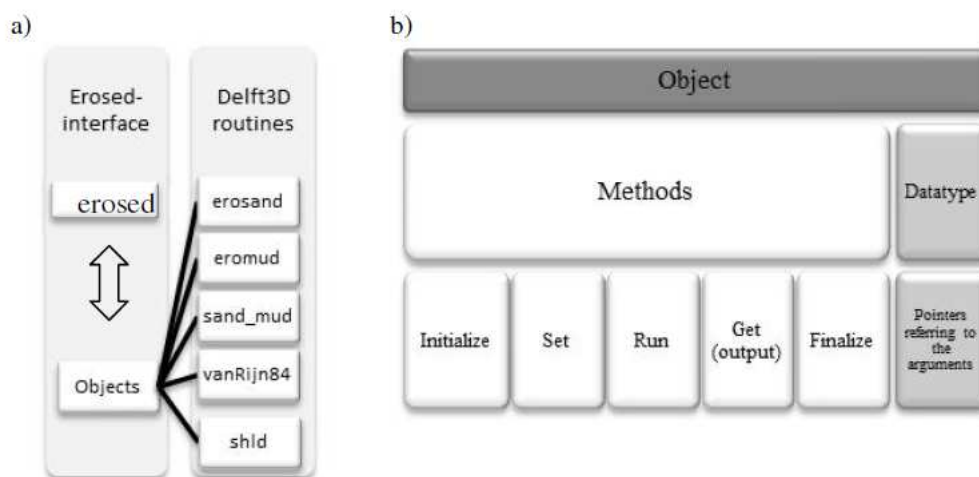 a)
Erosed-
interface
erosed
Objects
Delft3D
routines
erosand
eromud
sand_mud
vanRijn84
shld
b)
Object
Methods
Datatype
Initialize
Set
Run
Get
(output)
Finalize
Pointers
referring to
the
arguments